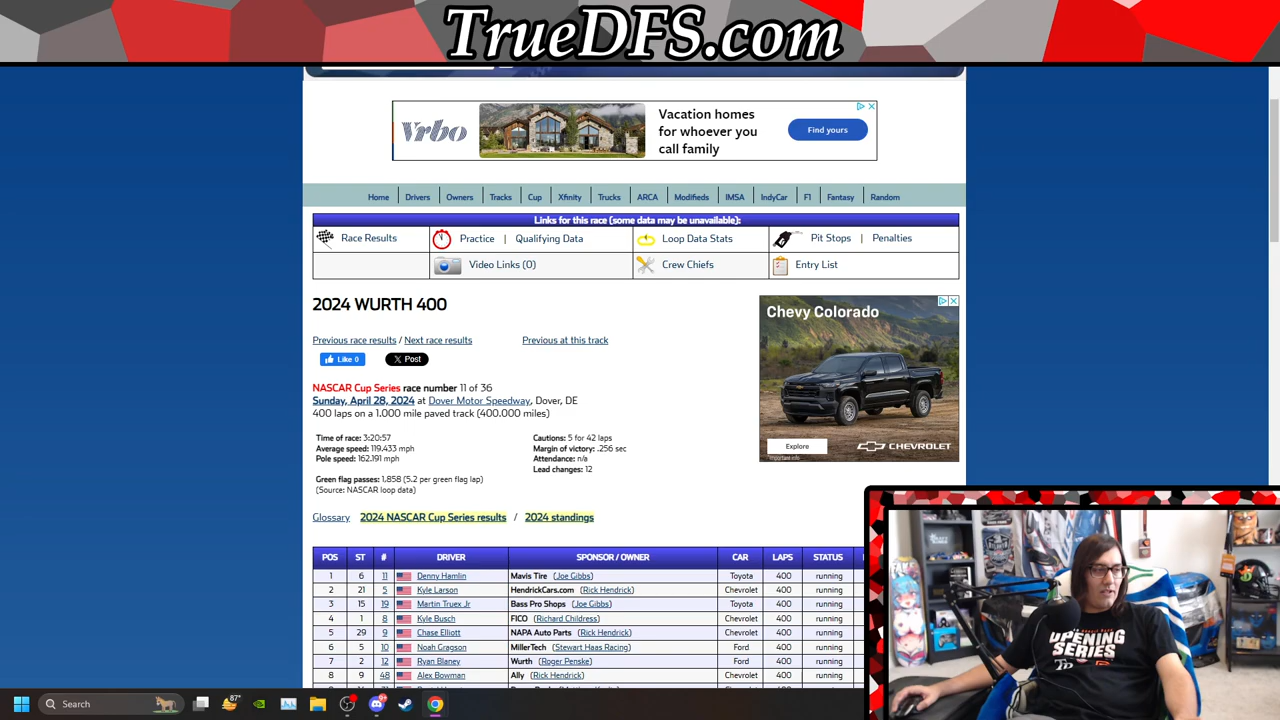 TrueDFS.com
Vrbo
Vacation homes
for whoever you
call family
Find yours
Home Drivers Owners Tracks Cup Xfinity Trucks ARCA Modifieds IMSA IndyCar F1 Fantasy Random
Links for this race (some data may be unavailable):
Race Results Practice | Qualifying Data Loop Data Stats Pit Stops | Penalties
Video Links (0) Crew Chiefs Entry List
2024 WURTH 400
Previous race results / Next race results Previous at this track
Like 0 Post
NASCAR Cup Series race number 11 of 36
Sunday, April 28, 2024 at Dover Motor Speedway, Dover, DE
400 laps on a 1.000 mile paved track (400.000 miles)
Time of race: 3:20:57
Average speed: 119.433 mph
Pole speed: 162.191 mph
Cautions: 5 for 42 laps
Margin of victory: .256 sec
Attendance: n/a
Lead changes: 12
Green flag passes: 1,858 (5.2 per green flag lap)
(Source: NASCAR loop data)
Glossary 2024 NASCAR Cup Series results / 2024 standings
Chevy Colorado
Explore
CHEVROLET
POS ST # DRIVER SPONSOR / OWNER CAR LAPS STATUS
1 6 11 Denny Hamlin Mavis Tire (Joe Gibbs) Toyota 400 running
2 21 5 Kyle Larson HendrickCars.com (Rick Hendrick) Chevrolet 400 running
3 15 19 Martin Truex Jr Bass Pro Shops (Joe Gibbs) Toyota 400 running
4 1 8 Kyle Busch FICO (Richard Childress) Chevrolet 400 running
5 29 9 Chase Elliott NAPA Auto Parts (Rick Hendrick) Chevrolet 400 running
6 5 10 Noah Gragson MillerTech (Stewart Haas Racing) Ford 400 running
7 2 12 Ryan Blaney Wurth (Roger Penske) Ford 400 running
8 9 48 Alex Bowman Ally (Rick Hendrick) Chevrolet 400 running
OPENING
SERIES
Search
87°